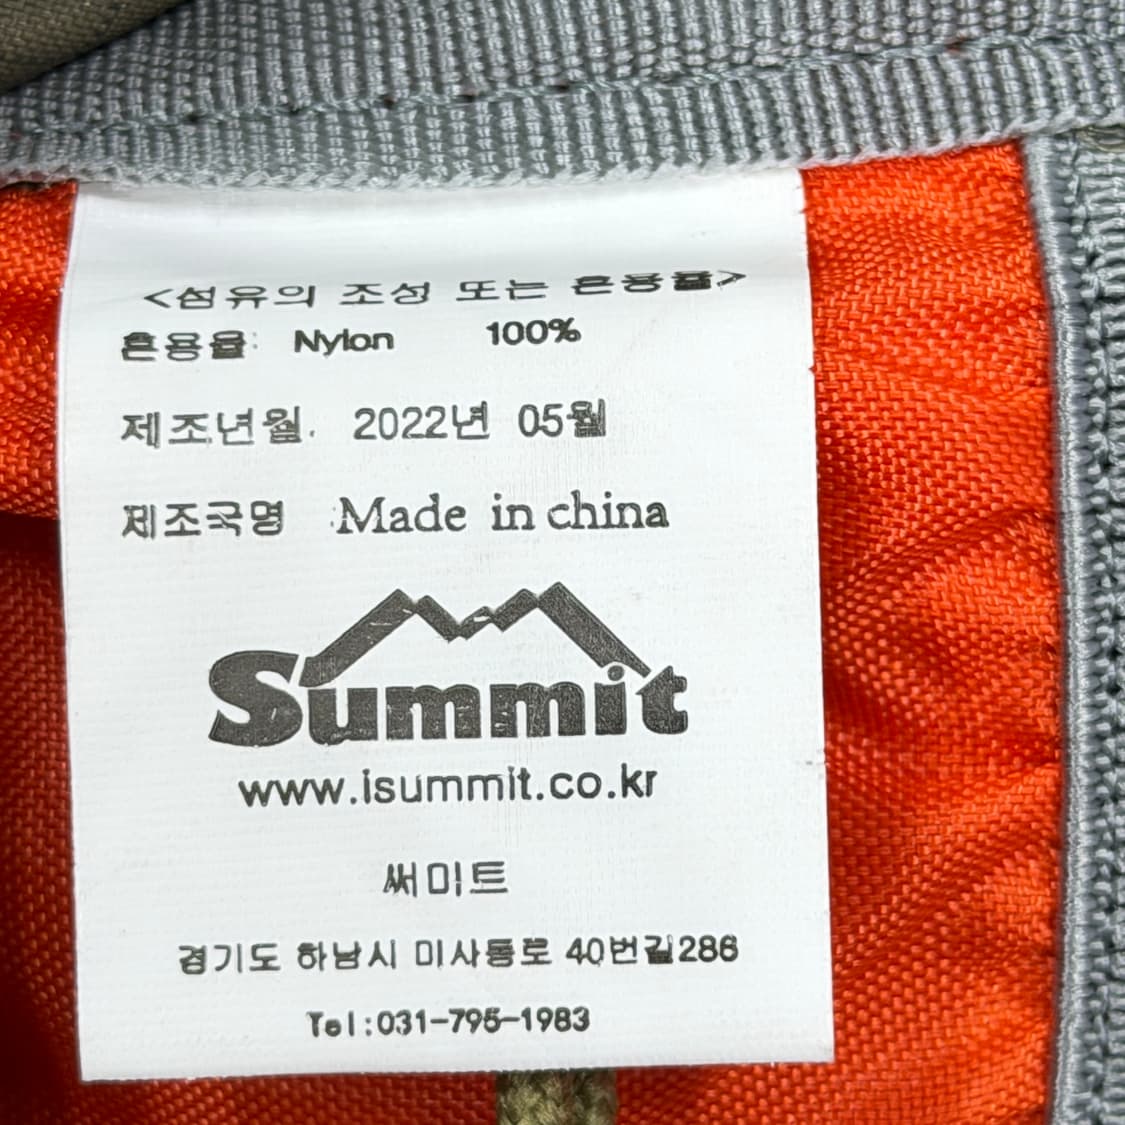 <섬유의 조성 또는 혼용율>
혼용율: Nylon 100%
제조년월. 2022년 05월
제조국명 Made in china
Summit
www.isummit.co.kr
써미트
경기도 하남시 미사동로 40번길286
Tel:031-795-1983